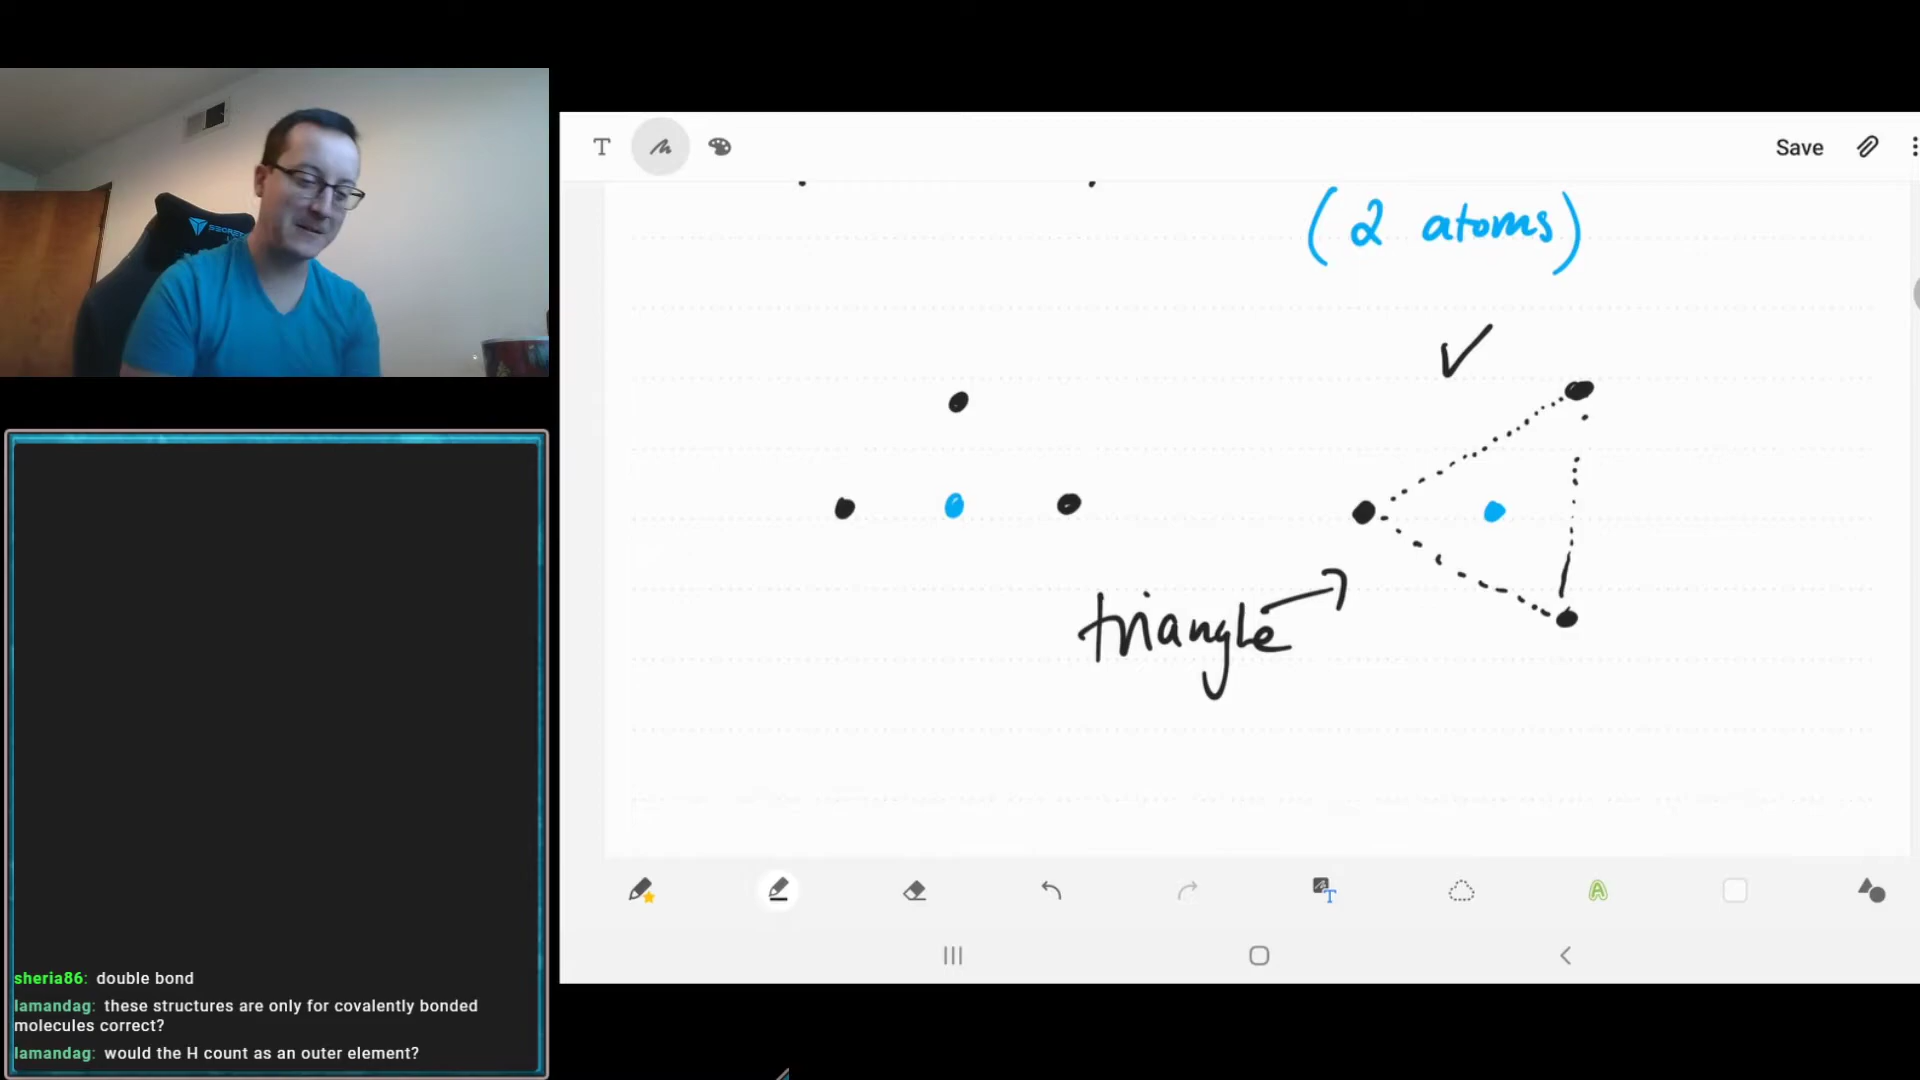 SECRET
T
Save
(2 atoms)
✓
triangle
T
A
sheria86: double bond
lamandag: these structures are only for covalently bonded
molecules correct?
lamandag: would the H count as an outer element?